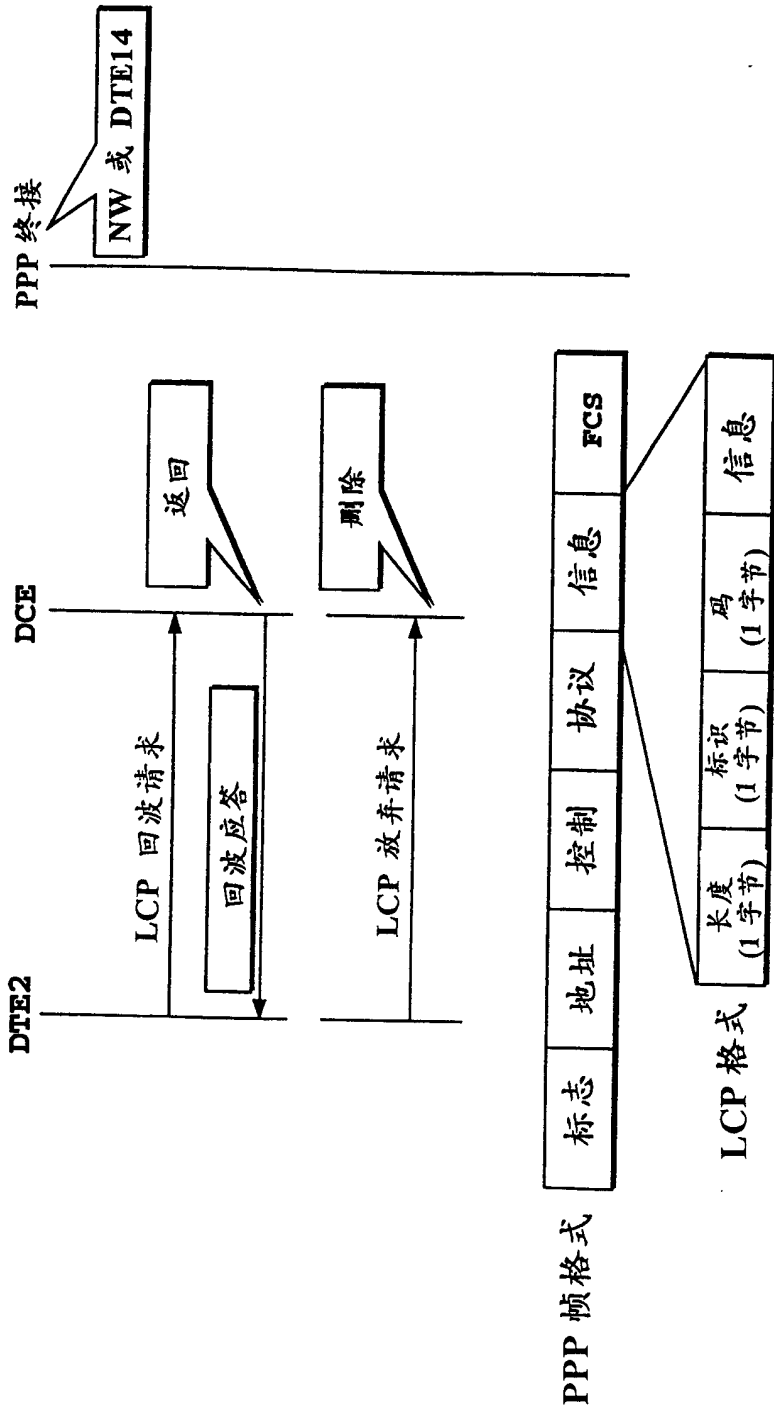 DTE2
DCE
PPP 终接
NW 或 DTE14
LCP 回波请求
返回
回波应答
LCP 放弃请求
删除
PPP 帧格式
标志
地址
控制
协议
信息
FCS
LCP 格式
长度
(1 字节)
标识
(1 字节)
码
(1 字节)
信息